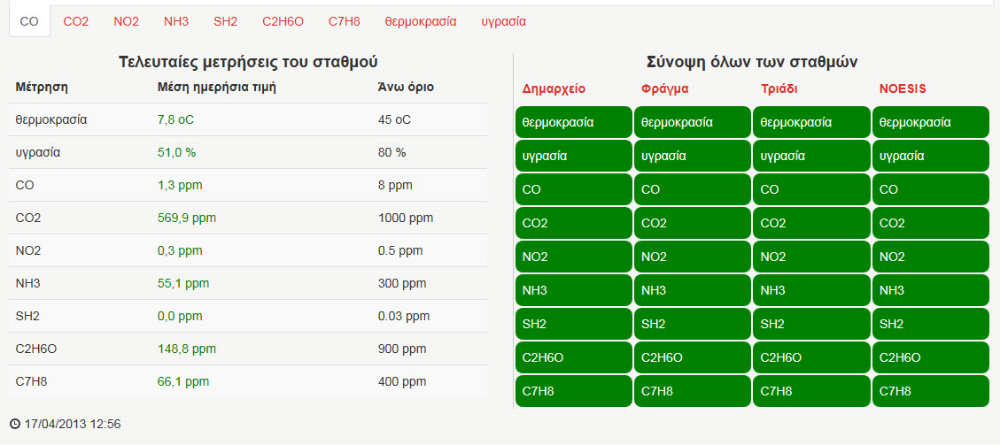 CO CO2 NO2 NH3 SH2 C2H6O C7H8 θερμοκρασία υγρασία
Τελευταίες μετρήσεις του σταθμού
Μέτρηση Μέση ημερήσια τιμή Άνω όριο
θερμοκρασία 7,8 oC 45 oC
υγρασία 51,0 % 80 %
CO 1,3 ppm 8 ppm
CO2 569,9 ppm 1000 ppm
NO2 0,3 ppm 0.5 ppm
NH3 55,1 ppm 300 ppm
SH2 0,0 ppm 0.03 ppm
C2H6O 148,8 ppm 900 ppm
C7H8 66,1 ppm 400 ppm
Σύνοψη όλων των σταθμών
Δημαρχείο Φράγμα Τριάδι NOESIS
θερμοκρασία θερμοκρασία θερμοκρασία θερμοκρασία
υγρασία υγρασία υγρασία υγρασία
CO CO CO CO
CO2 CO2 CO2 CO2
NO2 NO2 NO2 NO2
NH3 NH3 NH3 NH3
SH2 SH2 SH2 SH2
C2H6O C2H6O C2H6O C2H6O
C7H8 C7H8 C7H8 C7H8
17/04/2013 12:56